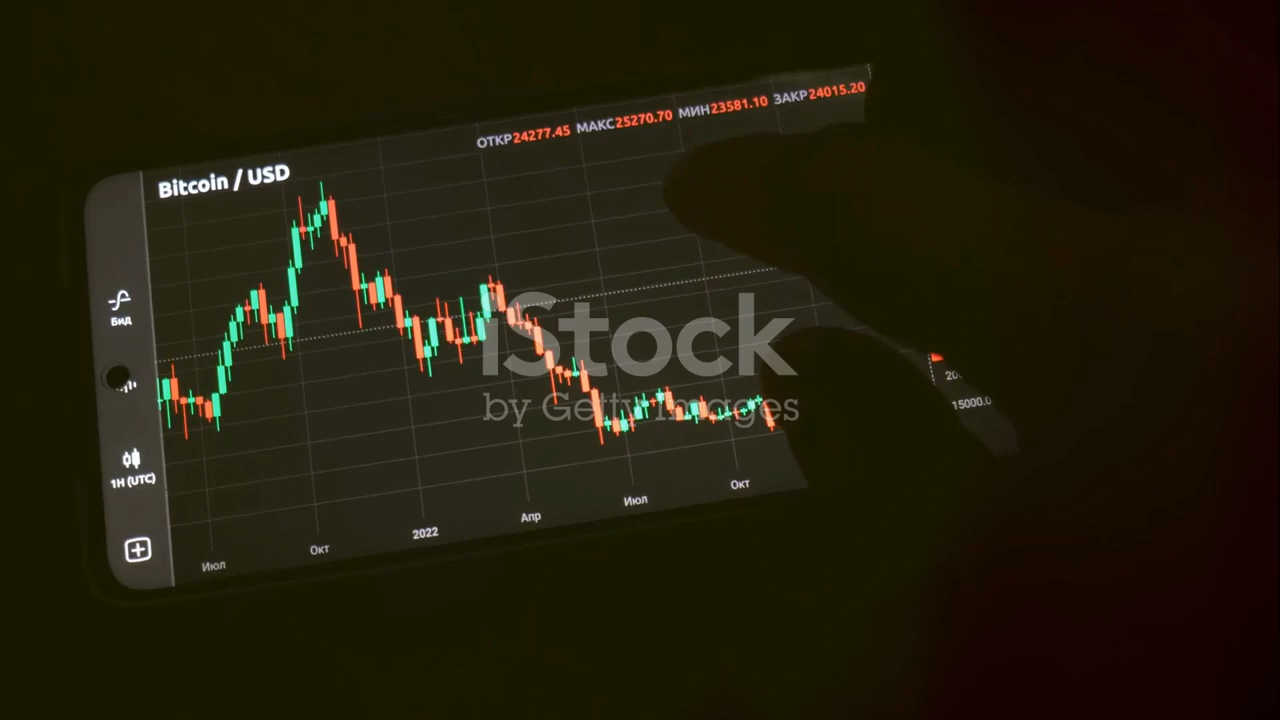 ОТКР24277.45 МАКС25270.70 МИН23581.10 ЗАКР24015.20
Bitcoin / USD
Бид
1Н (UTC)
15000.0
Июл Окт 2022 Апр Июл Окт
iStock
by Getty Images